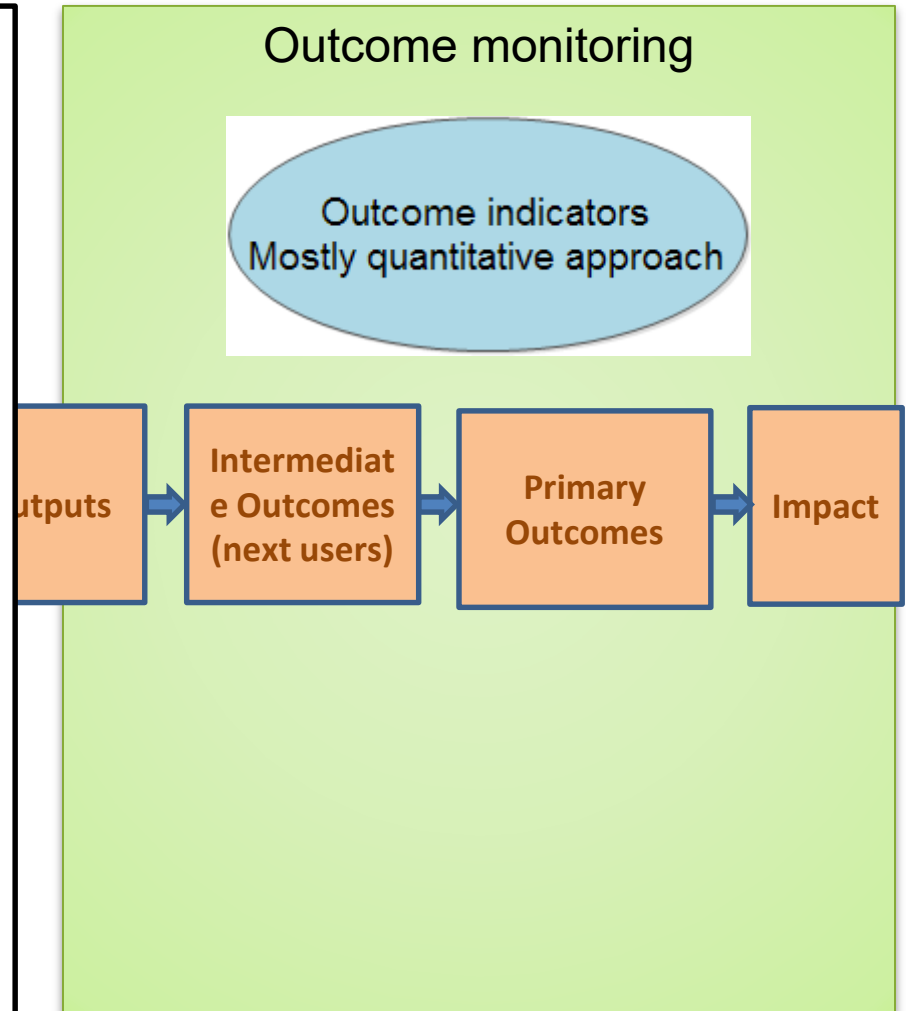 Outcome monitoring
Outcome indicators
Mostly quantitative approach
utputs
Intermediat
e Outcomes
(next users)
Primary
Outcomes
Impact